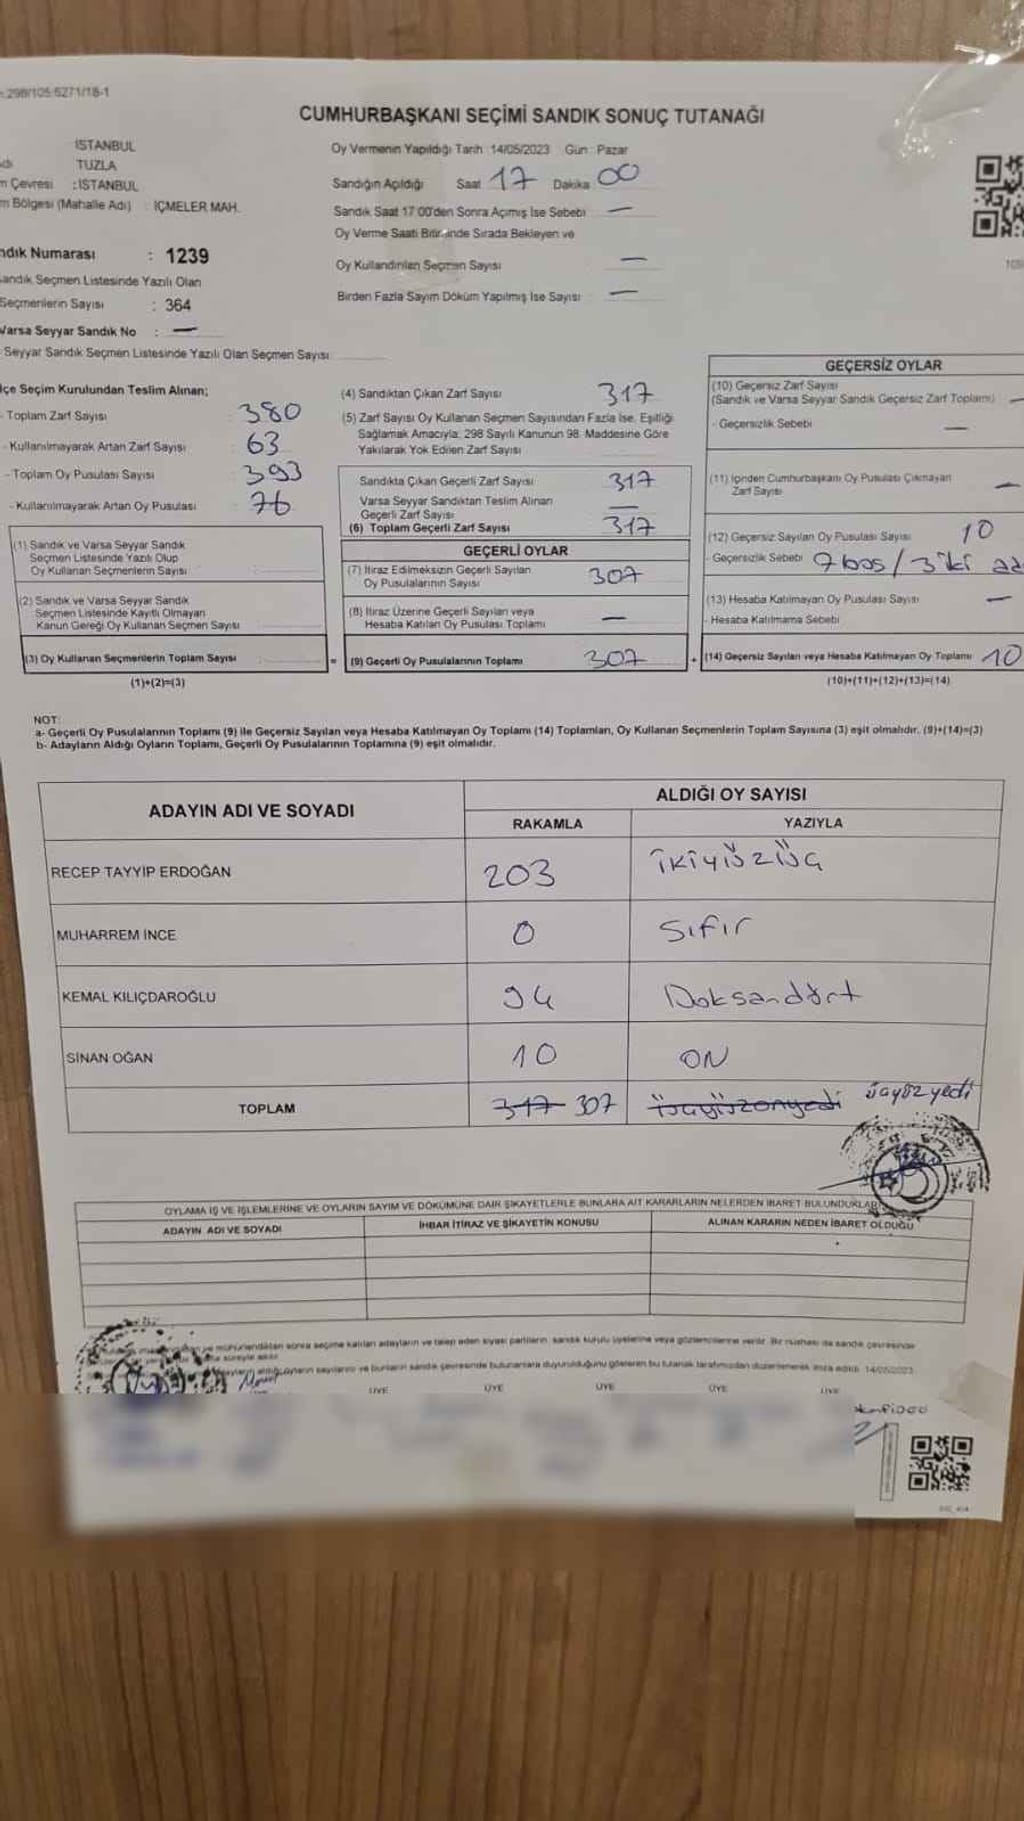 298/105:5271/18-1
CUMHURBAŞKANI SEÇİMİ SANDIK SONUÇ TUTANAĞI
İSTANBUL
TUZLA
Çevresi : İSTANBUL
Bölgesi (Mahalle Adı) : İÇMELER MAH.
ndık Numarası : 1239
andık Seçmen Listesinde Yazılı Olan
Seçmenlerin Sayısı : 364
Varsa Seyyar Sandık No : —
Seyyar Sandık Seçmen Listesinde Yazılı Olan Seçmen Sayısı
Oy Vermenin Yapıldığı Tarih : 14/05/2023 Gün : Pazar
Sandığın Açıldığı Saat 17 Dakika 00
Sandık Saat 17:00'den Sonra Açımış İse Sebebi —
Oy Verme Saati Bitiminde Sırada Bekleyen ve
Oy Kullandırılan Seçmen Sayısı —
Birden Fazla Sayım Döküm Yapılmış İse Sayısı —
çe Seçim Kurulundan Teslim Alınan;
- Toplam Zarf Sayısı 380
- Kullanılmayarak Artan Zarf Sayısı 63
- Toplam Oy Pusulası Sayısı 393
- Kullanılmayarak Artan Oy Pusulası 76
(1) Sandık ve Varsa Seyyar Sandık
Seçmen Listesinde Yazılı Olup
Oy Kullanan Seçmenlerin Sayısı :
(2) Sandık ve Varsa Seyyar Sandık
Seçmen Listesinde Kayıtlı Olmayan
Kanun Gereği Oy Kullanan Seçmen Sayısı :
(3) Oy Kullanan Seçmenlerin Toplam Sayısı :
(1)+(2)=(3)
(4) Sandıktan Çıkan Zarf Sayısı 317
(5) Zarf Sayısı Oy Kullanan Seçmen Sayısından Fazla İse, Eşitliği
Sağlamak Amacıyla, 298 Sayılı Kanunun 98. Maddesine Göre
Yakılarak Yok Edilen Zarf Sayısı
Sandıkta Çıkan Geçerli Zarf Sayısı 317
Varsa Seyyar Sandıktan Teslim Alınan
Geçerli Zarf Sayısı —
(6) Toplam Geçerli Zarf Sayısı 317
GEÇERLİ OYLAR
(7) İtiraz Edilmeksizin Geçerli Sayılan
Oy Pusulalarının Sayısı 307
(8) İtiraz Üzerine Geçerli Sayılan veya
Hesaba Katılan Oy Pusulası Toplamı —
= (9) Geçerli Oy Pusulalarının Toplamı 307
GEÇERSİZ OYLAR
(10) Geçersiz Zarf Sayısı
(Sandık ve Varsa Seyyar Sandık Geçersiz Zarf Toplamı) —
- Geçersizlik Sebebi —
(11) İçinden Cumhurbaşkanı Oy Pusulası Çıkmayan
Zarf Sayısı —
(12) Geçersiz Sayılan Oy Pusulası Sayısı 10
- Geçersizlik Sebebi 7 boş / 3 iki ad
(13) Hesaba Katılmayan Oy Pusulası Sayısı —
- Hesaba Katılmama Sebebi
+ (14) Geçersiz Sayılan veya Hesaba Katılmayan Oy Toplamı 10
(10)+(11)+(12)+(13)=(14)
NOT:
a- Geçerli Oy Pusulalarının Toplamı (9) ile Geçersiz Sayılan veya Hesaba Katılmayan Oy Toplamı (14) Toplamları, Oy Kullanan Seçmenlerin Toplam Sayısına (3) eşit olmalıdır. (9)+(14)=(3)
b- Adayların Aldığı Oyların Toplamı, Geçerli Oy Pusulalarının Toplamına (9) eşit olmalıdır.
ADAYIN ADI VE SOYADI
ALDIĞI OY SAYISI
RAKAMLA YAZIYLA
RECEP TAYYİP ERDOĞAN 203 ikiyüzüç
MUHARREM İNCE 0 Sıfır
KEMAL KILIÇDAROĞLU 94 Doksandört
SİNAN OĞAN 10 ON
TOPLAM 317 307 üçyüzonyedi üçyüzyedi
OYLAMA İŞ VE İŞLEMLERİNE VE OYLARIN SAYIM VE DÖKÜMÜNE DAİR ŞİKAYETLERLE BUNLARA AİT KARARLARIN NELERDEN İBARET BULUNDUKLARI
ADAYIN ADI VE SOYADI İHBAR İTİRAZ VE ŞİKAYETİN KONUSU ALINAN KARARIN NEDEN İBARET OLDUĞU
mühürlendikten sonra seçime katılan adayların ve talep eden siyasi partilerin sandık kurulu üyelerine veya gözlemcilerine verilir. Bir nüshası da sandık çevresinde
süreyle asılır.
aldığı oyların sayılarını ve bunların sandık çevresinde bulunanlara duyurulduğunu gösteren bu tutanak tarafımızdan düzenlenerek imza edildi. 14/05/2023
ÜYE ÜYE ÜYE ÜYE ÜYE